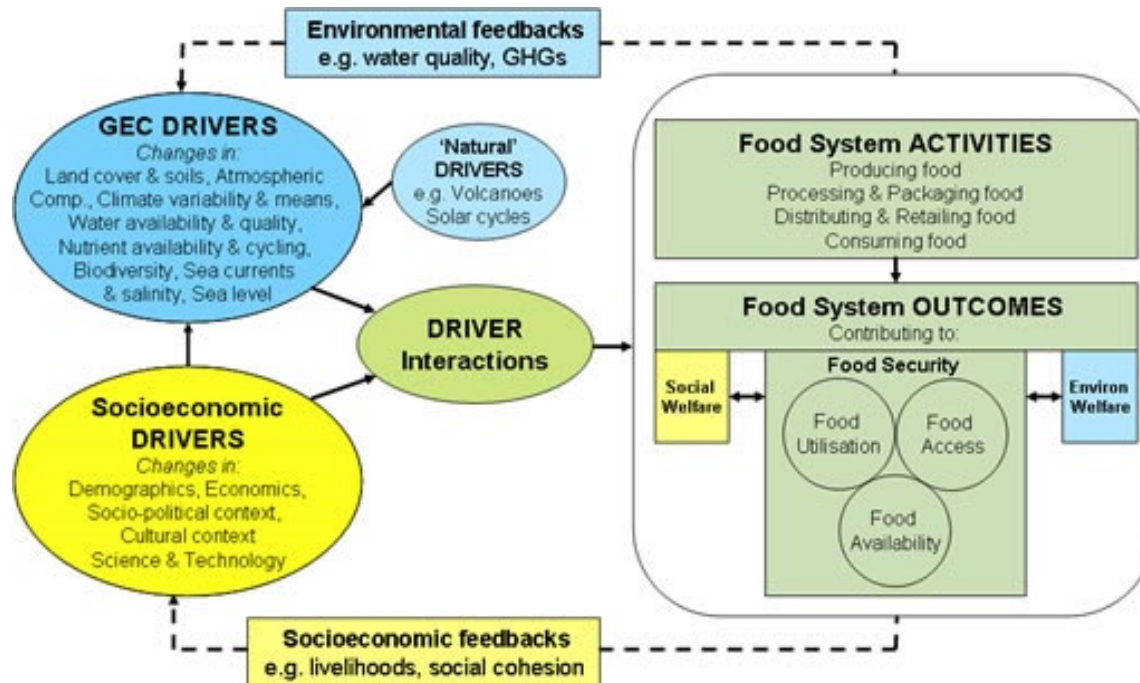 Environmental feedbacks
e.g. water quality, GHGs
GEC DRIVERS
Changes in:
Land cover & soils, Atmospheric
Comp., Climate variability & means,
Water availability & quality,
Nutrient availability & cycling,
Biodiversity, Sea currents
& salinity, Sea level
'Natural'
DRIVERS
e.g. Volcanoes
Solar cycles
DRIVER
Interactions
Socioeconomic
DRIVERS
Changes in:
Demographics, Economics,
Socio-political context,
Cultural context
Science & Technology
Socioeconomic feedbacks
e.g. livelihoods, social cohesion
Food System ACTIVITIES
Producing food
Processing & Packaging food
Distributing & Retailing food
Consuming food
Food System OUTCOMES
Contributing to:
Social
Welfare
Food Security
Food
Utilisation
Food
Access
Food
Availability
Environ
Welfare